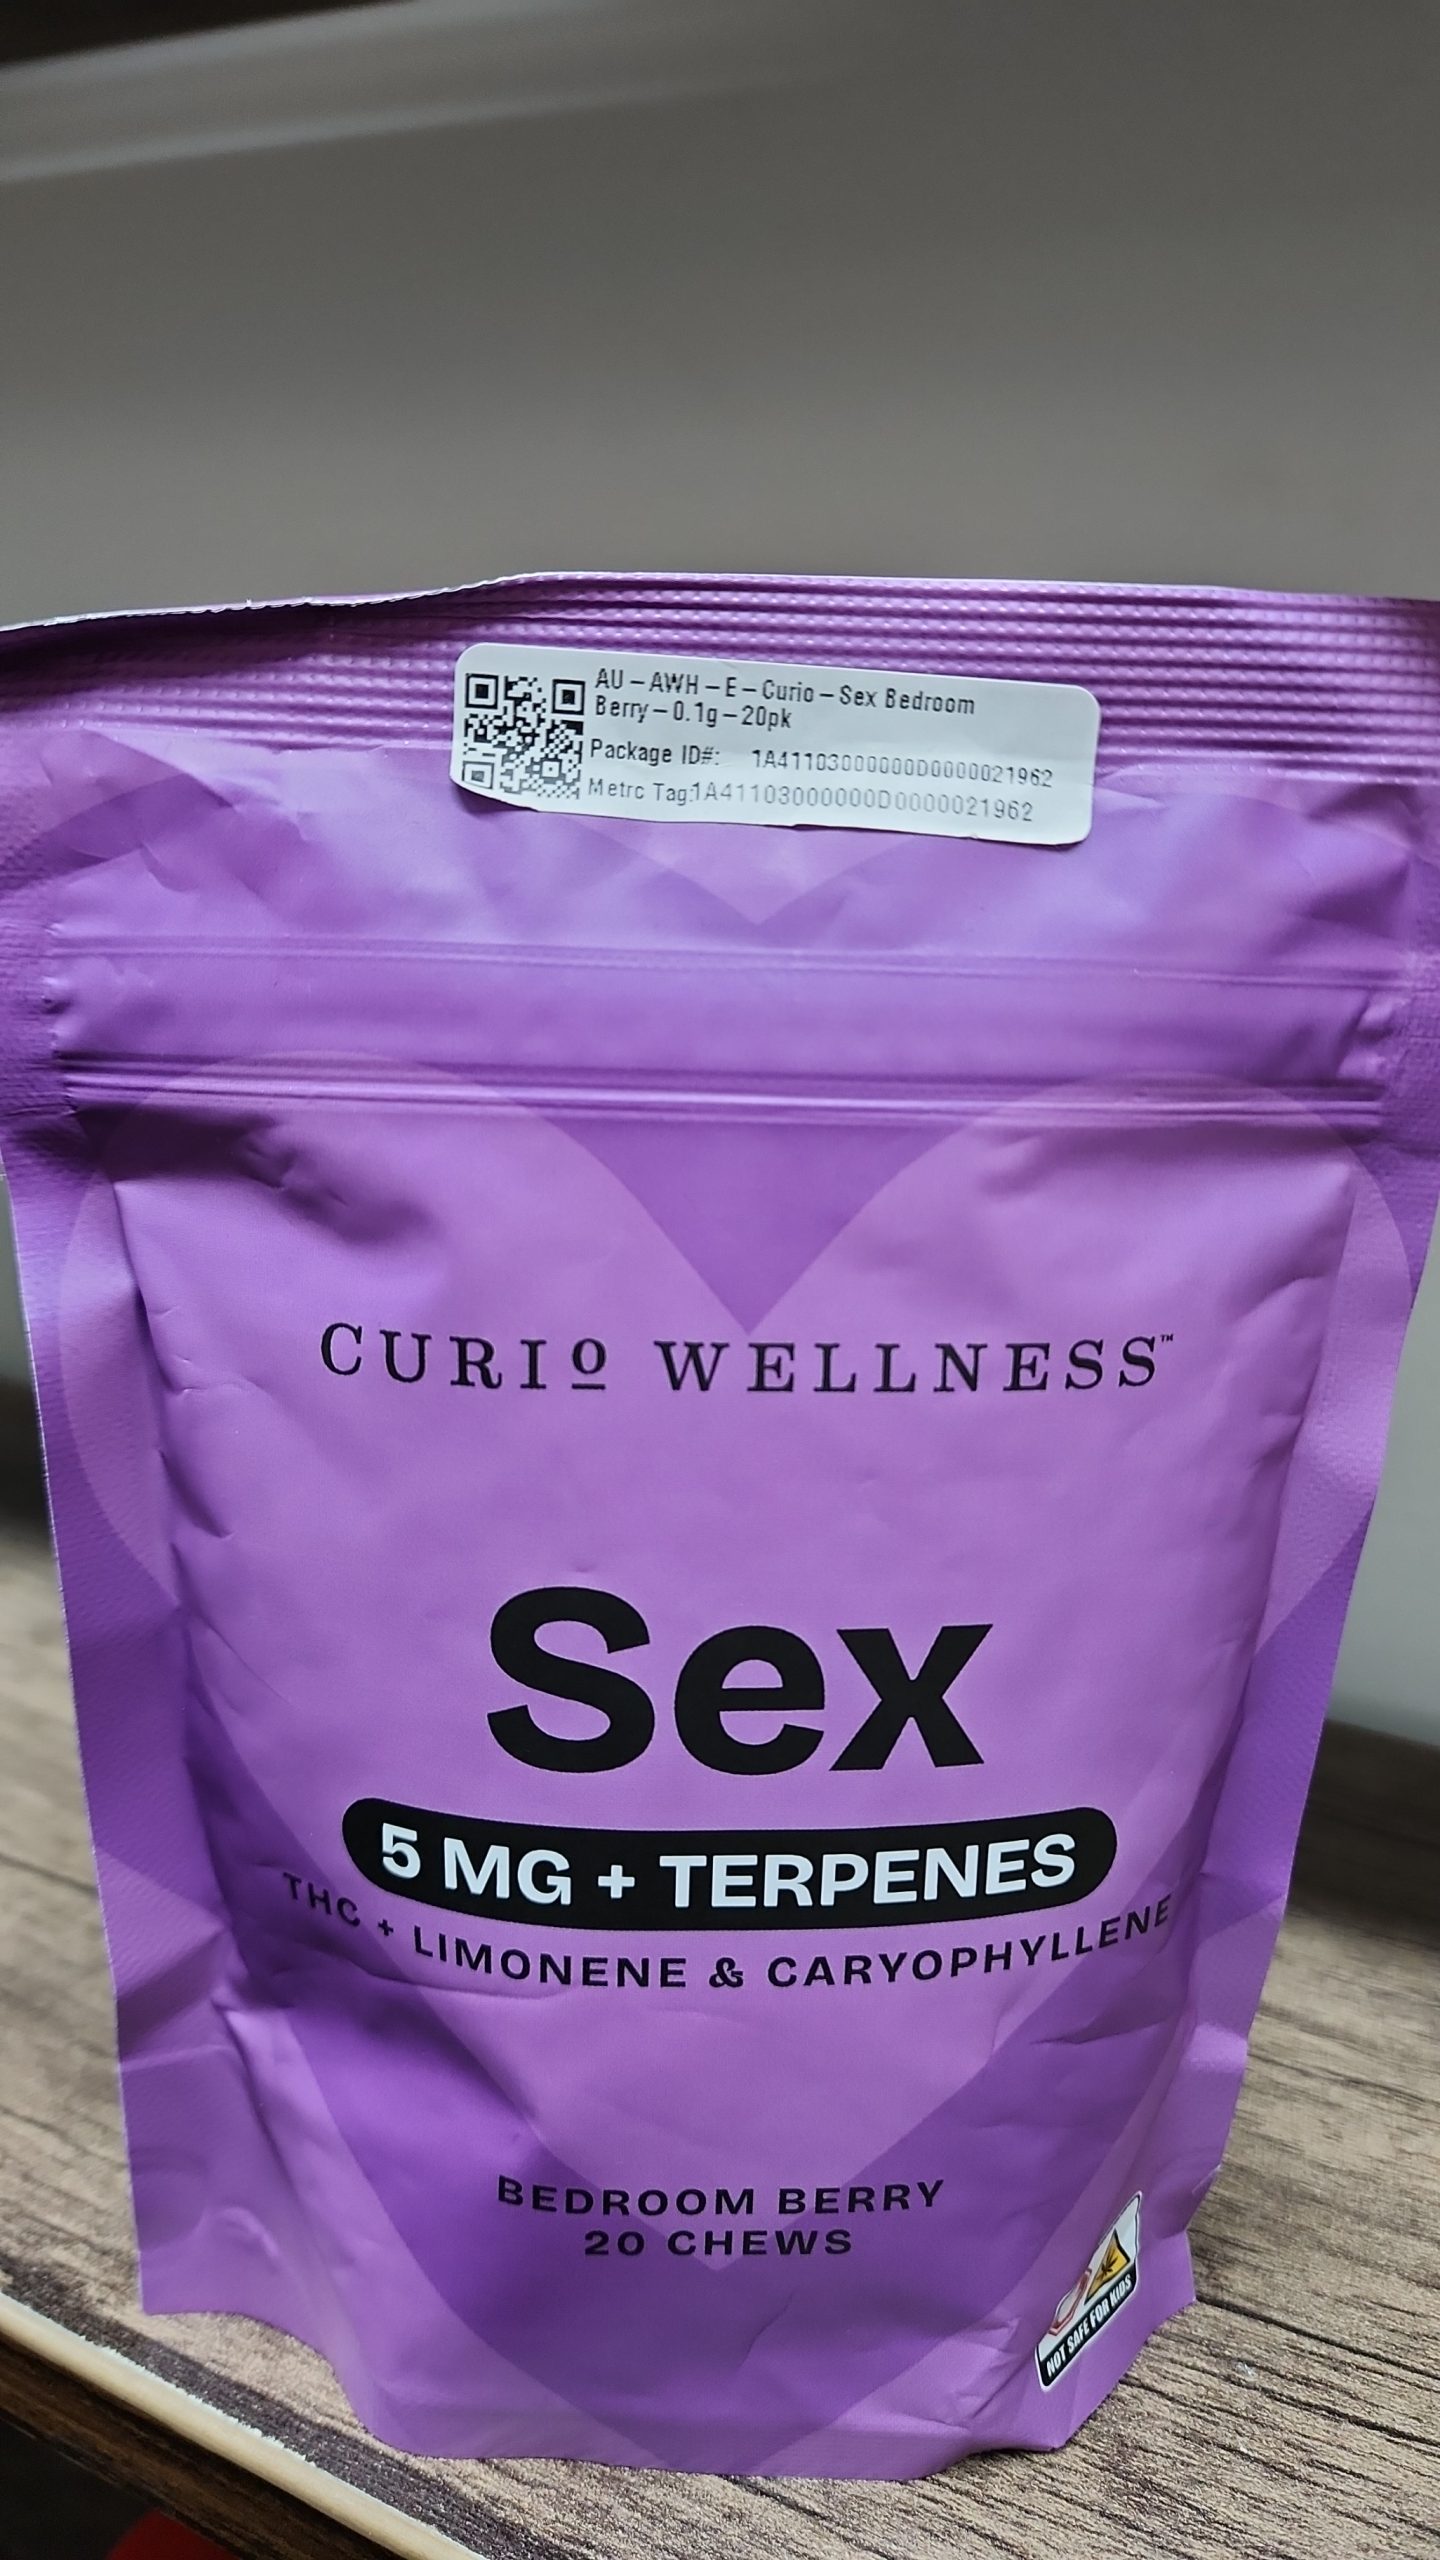 AU – AWH – E – Curio – Sex Bedroom
Berry – 0.1g – 20pk
Package ID#: 1A41103000000D0000021962
Metrc Tag:1A41103000000D0000021962
CURIO WELLNESS™
Sex
5 MG + TERPENES
THC + LIMONENE & CARYOPHYLLENE
BEDROOM BERRY
20 CHEWS
NOT SAFE FOR KIDS